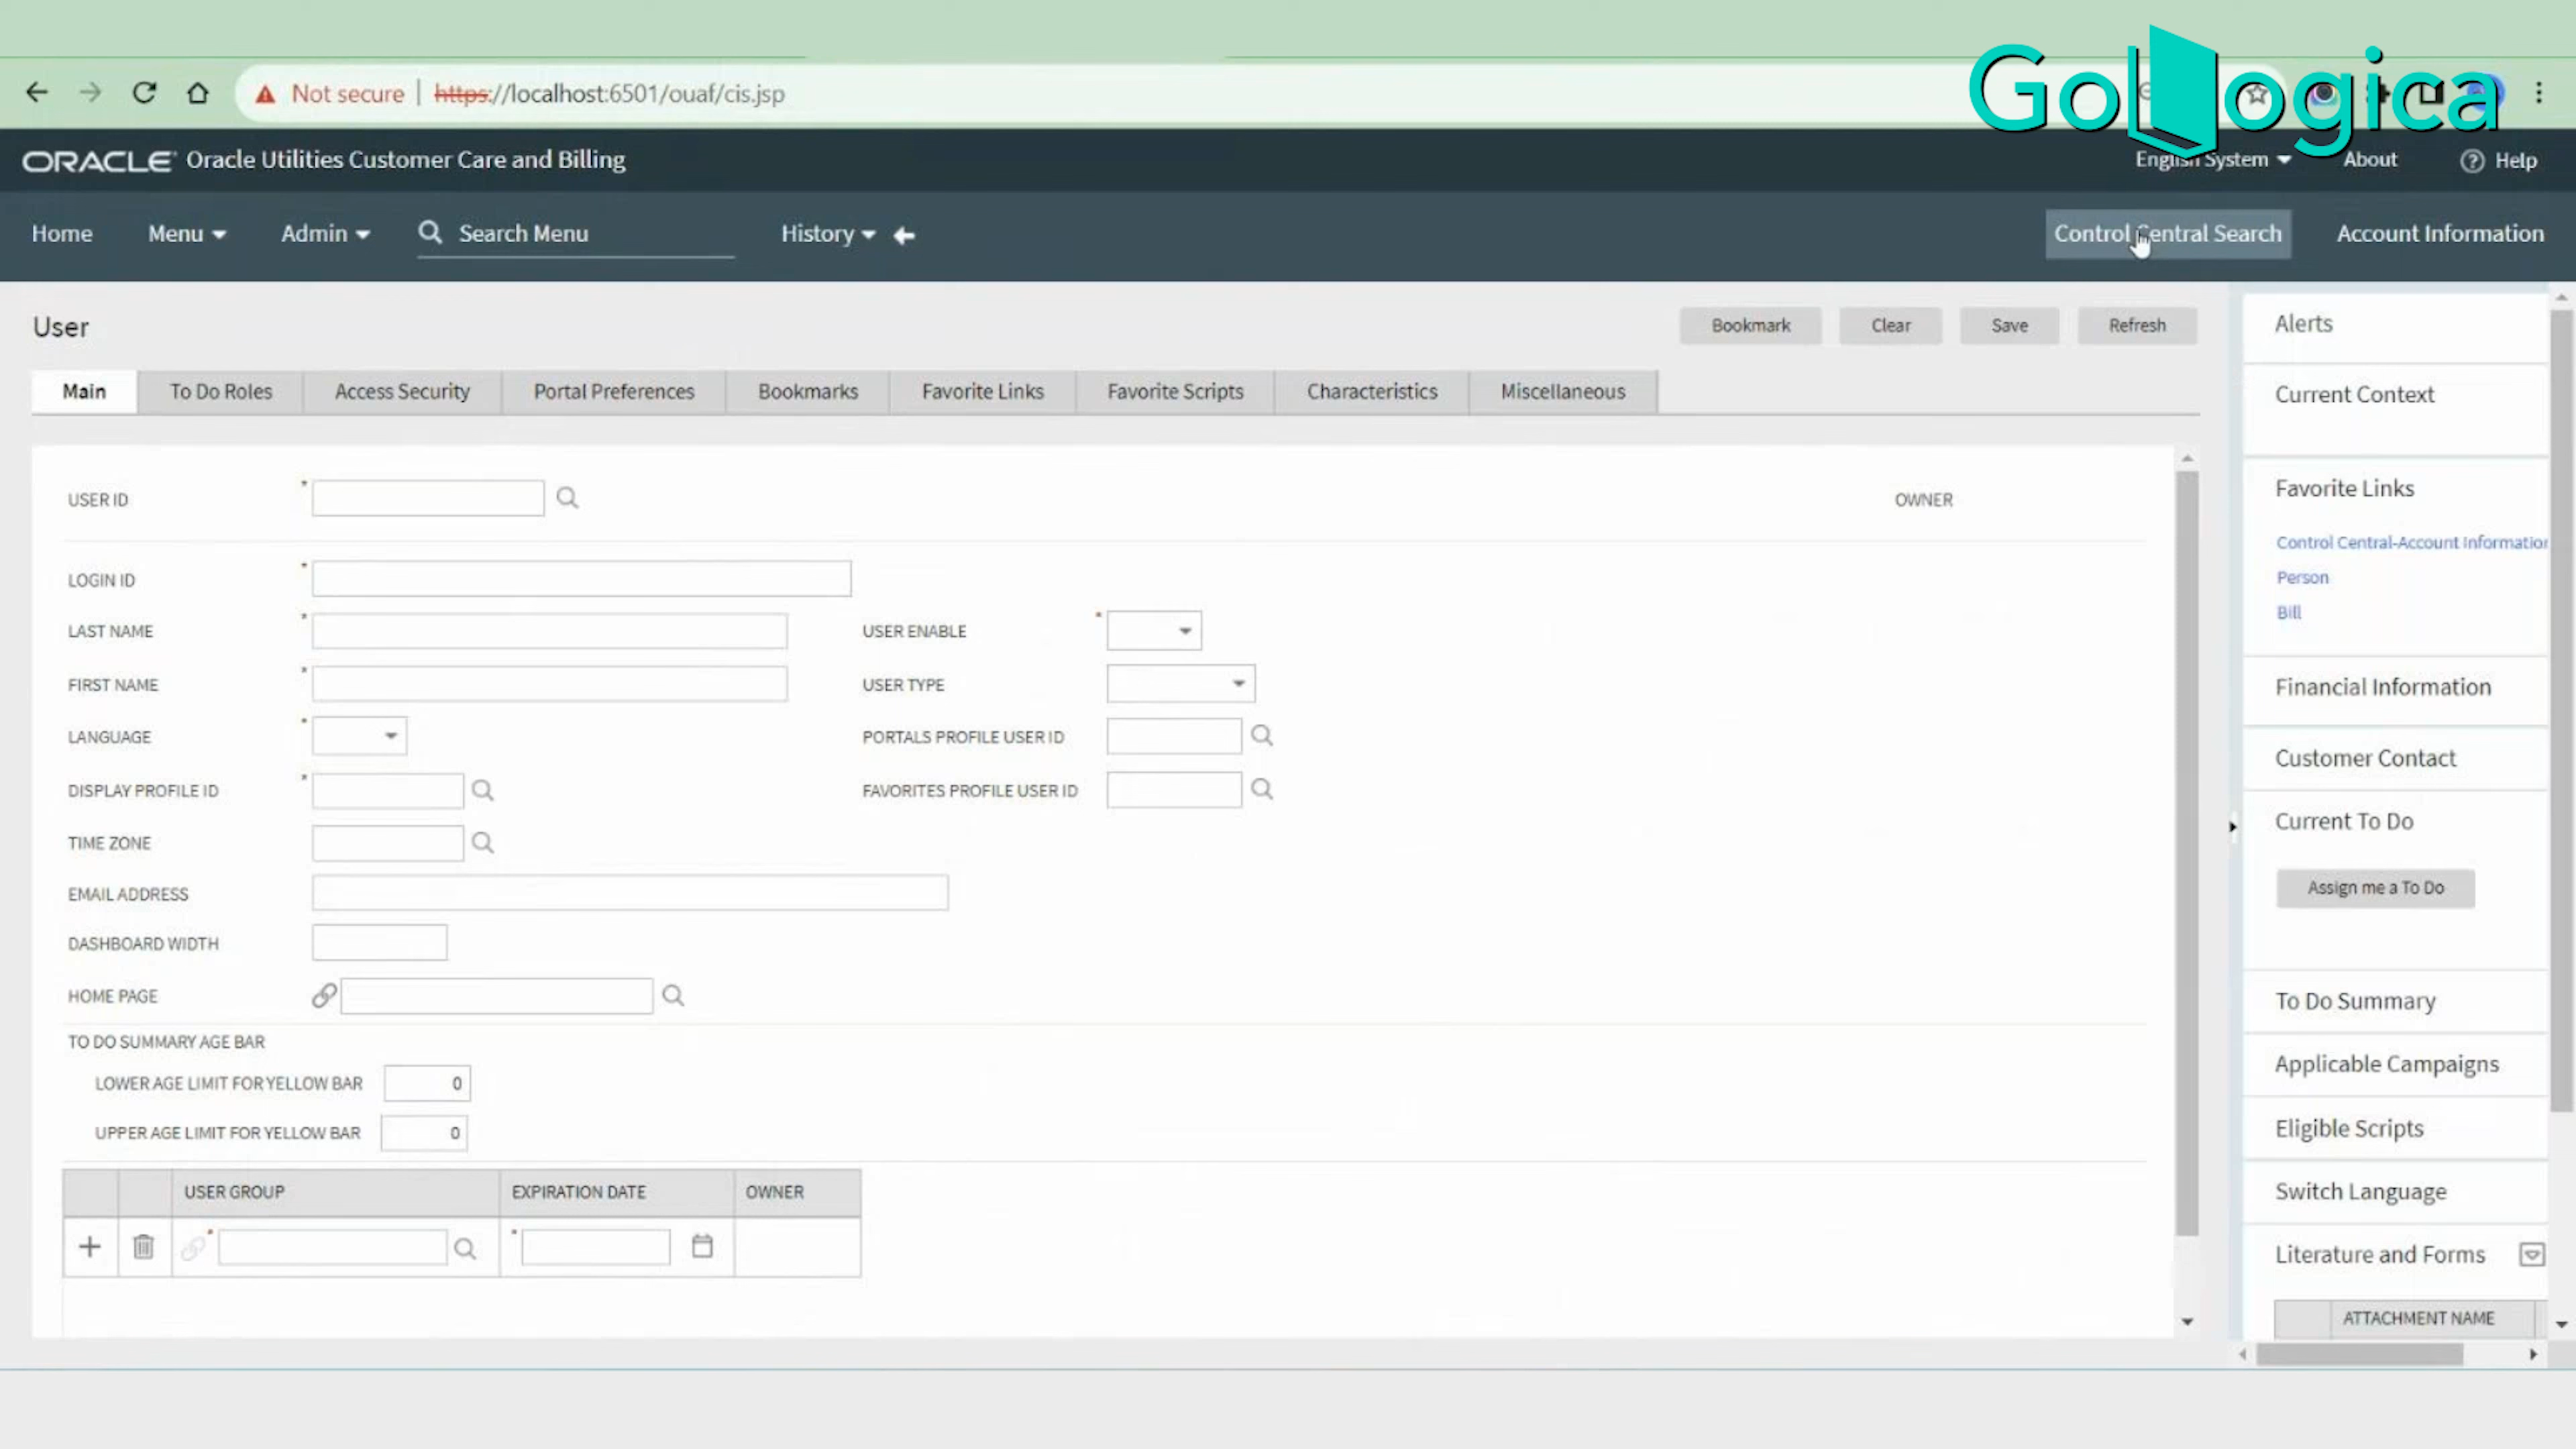 GoLogica
Not secure https://localhost:6501/ouaf/cis.jsp
ORACLE Oracle Utilities Customer Care and Billing English System About Help
Home Menu Admin Search Menu History Control Central Search Account Information
User Bookmark Clear Save Refresh
Main To Do Roles Access Security Portal Preferences Bookmarks Favorite Links Favorite Scripts Characteristics Miscellaneous
USER ID * OWNER
LOGIN ID *
LAST NAME * USER ENABLE *
FIRST NAME * USER TYPE
LANGUAGE * PORTALS PROFILE USER ID
DISPLAY PROFILE ID * FAVORITES PROFILE USER ID
TIME ZONE
EMAIL ADDRESS
DASHBOARD WIDTH
HOME PAGE
TO DO SUMMARY AGE BAR
LOWER AGE LIMIT FOR YELLOW BAR 0
UPPER AGE LIMIT FOR YELLOW BAR 0
USER GROUP EXPIRATION DATE OWNER
* *
Alerts
Current Context
Favorite Links
Control Central-Account Information
Person
Bill
Financial Information
Customer Contact
Current To Do
Assign me a To Do
To Do Summary
Applicable Campaigns
Eligible Scripts
Switch Language
Literature and Forms
ATTACHMENT NAME